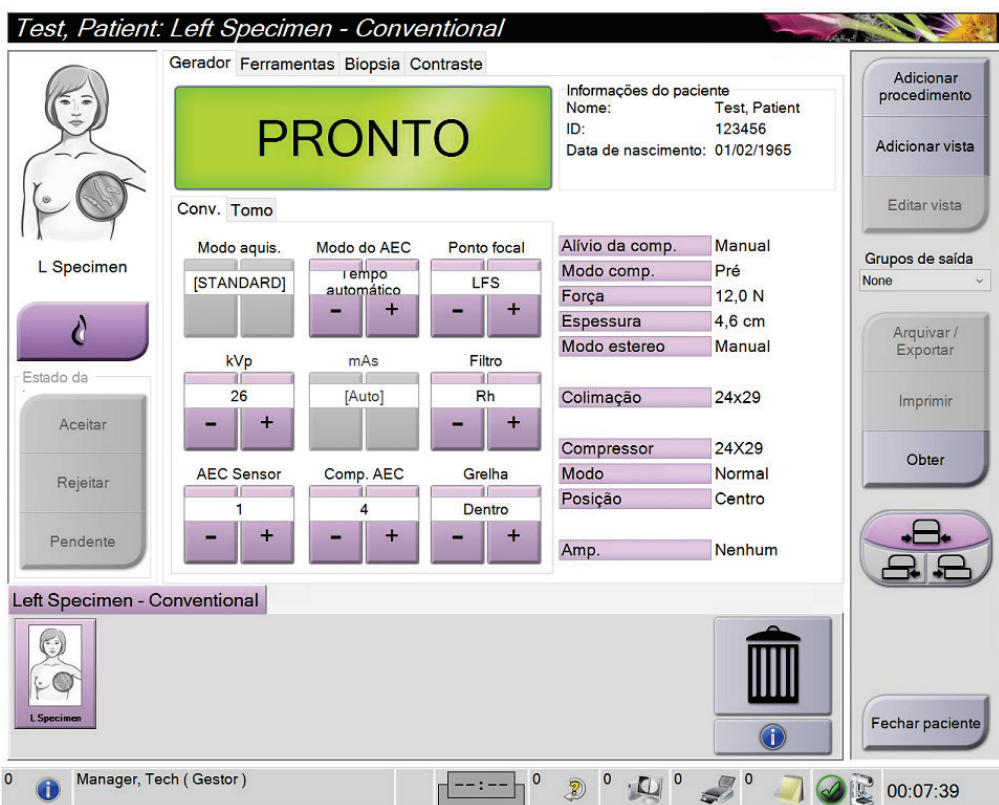 Test, Patient: Left Specimen - Conventional
Gerador Ferramentas Biopsia Contraste
L Specimen
Estado da
Aceitar
Rejeitar
Pendente
PRONTO
Informações do paciente
Nome: Test, Patient
ID: 123456
Data de nascimento: 01/02/1965
Conv. Tomo
Modo aquis. Modo do AEC Ponto focal
[STANDARD] Tempo automático LFS
- + - +
kVp mAs Filtro
26 [Auto] Rh
- + - +
AEC Sensor Comp. AEC Grelha
1 4 Dentro
- + - + - +
Alívio da comp. Manual
Modo comp. Pré
Força 12,0 N
Espessura 4,6 cm
Modo estereo Manual
Colimação 24x29
Compressor 24X29
Modo Normal
Posição Centro
Amp. Nenhum
Adicionar
procedimento
Adicionar vista
Editar vista
Grupos de saída
None
Arquivar /
Exportar
Imprimir
Obter
Left Specimen - Conventional
L Specimen
Fechar paciente
0 Manager, Tech ( Gestor ) --:-- 0 0 0 0 00:07:39